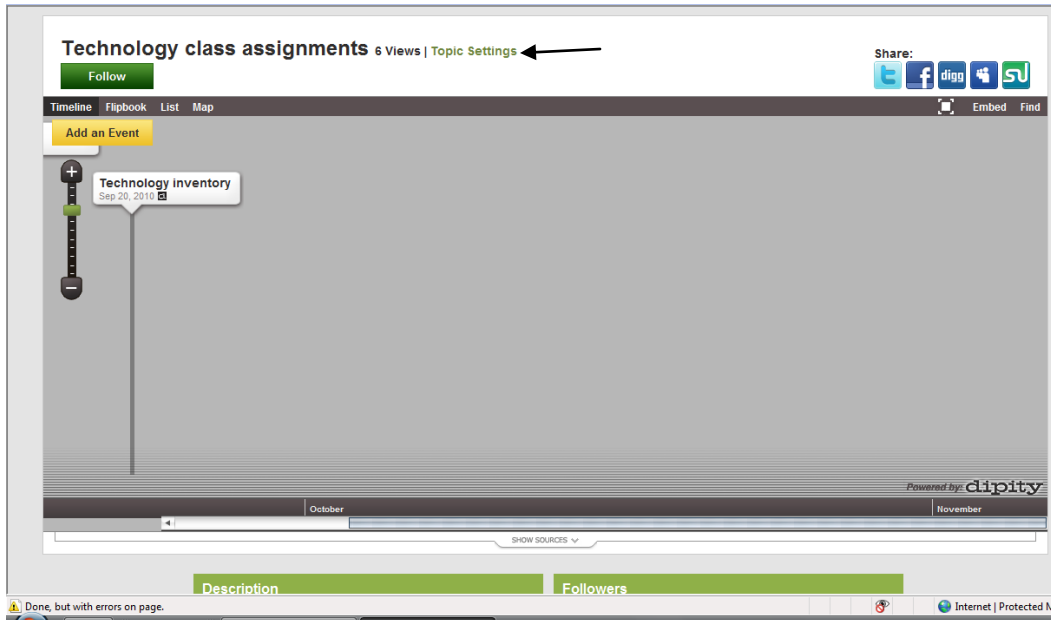 Technology class assignments 6 Views | Topic Settings
Share:
Follow
digg
Timeline Flipbook List Map Embed Find
Add an Event
Technology inventory
Sep 20, 2010
Powered by: dipity
October November
SHOW SOURCES
Description Followers
Done, but with errors on page. Internet | Protected M